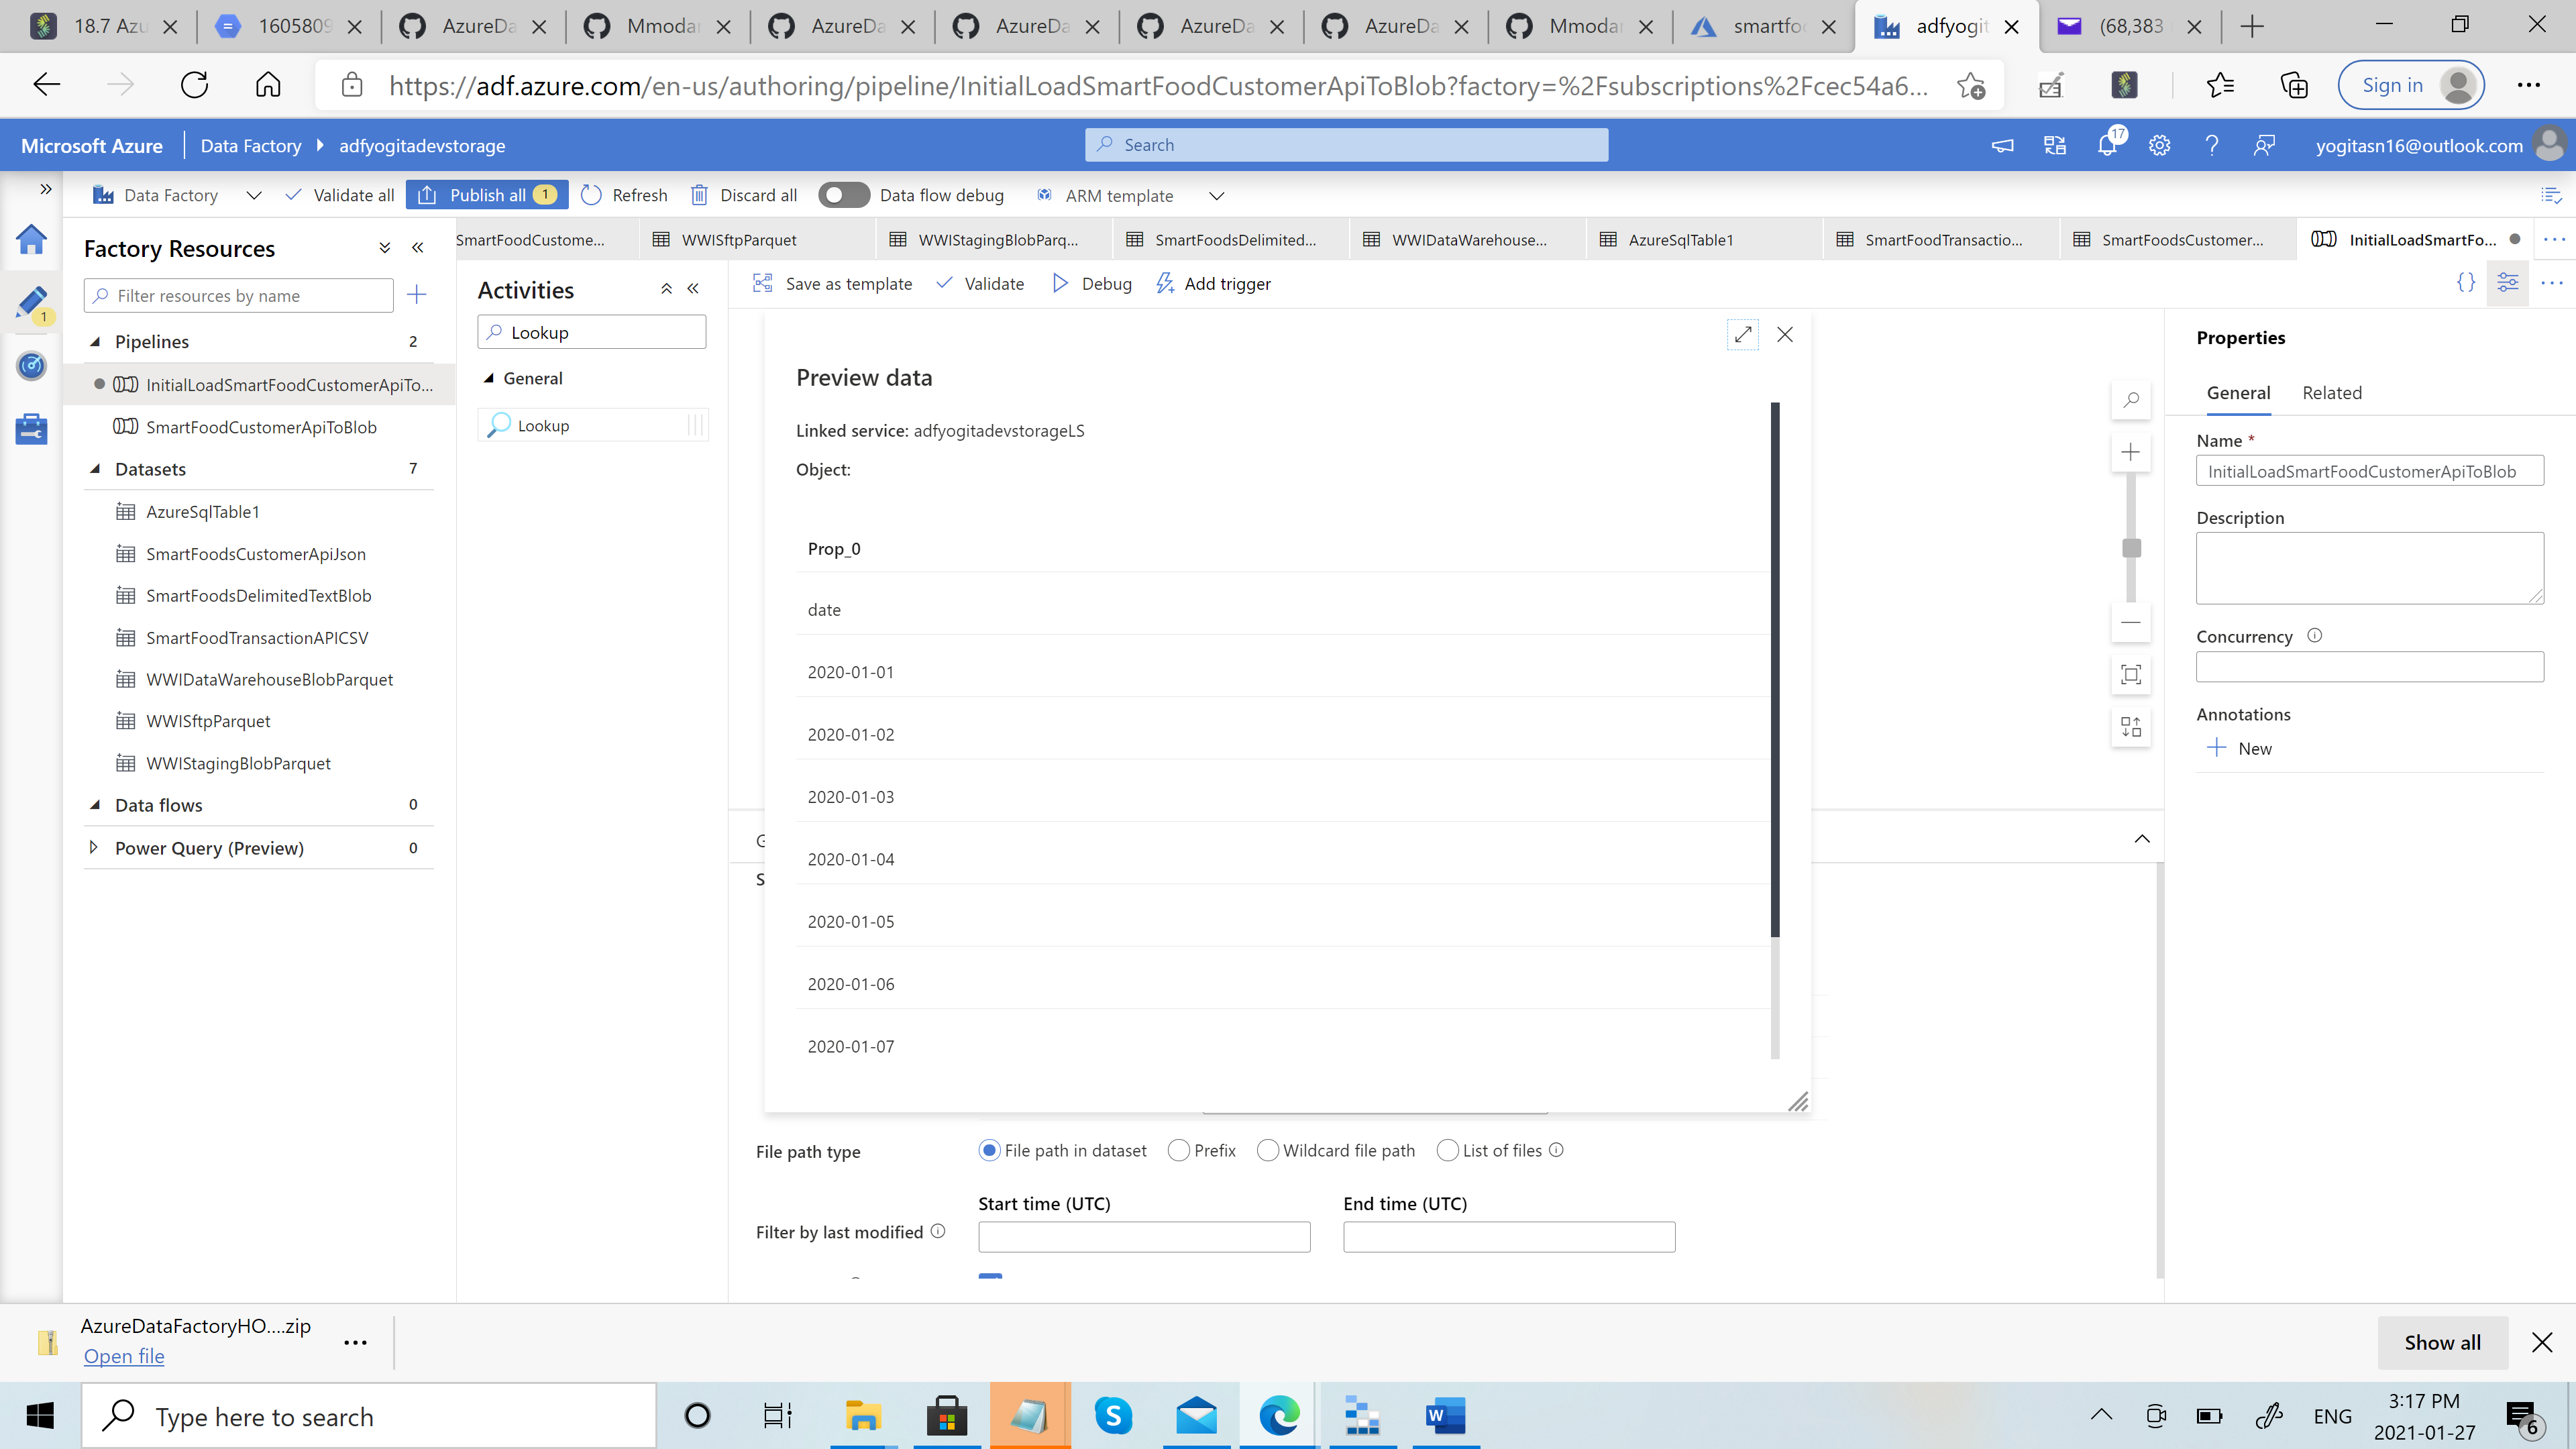 18.7 Azu
1605809
AzureDa
Mmodar
AzureDa
AzureDa
AzureDa
AzureDa
Mmodar
smartfoo
adfyogit
(68,383
https://adf.azure.com/en-us/authoring/pipeline/InitialLoadSmartFoodCustomerApiToBlob?factory=%2Fsubscriptions%2Fcec54a6...
Sign in
Microsoft Azure
Data Factory
adfyogitadevstorage
Search
17
yogitasn16@outlook.com
Data Factory
Validate all
Publish all 1
Refresh
Discard all
Data flow debug
ARM template
Factory Resources
SmartFoodCustome...
WWISftpParquet
WWIStagingBlobParq...
SmartFoodsDelimited...
WWIDataWarehouse...
AzureSqlTable1
SmartFoodTransactio...
SmartFoodsCustomer...
InitialLoadSmartFo...
Filter resources by name
1
Pipelines 2
InitialLoadSmartFoodCustomerApiTo...
SmartFoodCustomerApiToBlob
Datasets 7
AzureSqlTable1
SmartFoodsCustomerApiJson
SmartFoodsDelimitedTextBlob
SmartFoodTransactionAPICSV
WWIDataWarehouseBlobParquet
WWISftpParquet
WWIStagingBlobParquet
Data flows 0
Power Query (Preview) 0
Activities
Lookup
General
Lookup
Save as template
Validate
Debug
Add trigger
Preview data
Linked service: adfyogitadevstorageLS
Object:
Prop_0
date
2020-01-01
2020-01-02
2020-01-03
2020-01-04
2020-01-05
2020-01-06
2020-01-07
File path type
File path in dataset
Prefix
Wildcard file path
List of files
Start time (UTC)
End time (UTC)
Filter by last modified
Properties
General
Related
Name *
InitialLoadSmartFoodCustomerApiToBlob
Description
Concurrency
Annotations
New
AzureDataFactoryHO....zip
Open file
Show all
Type here to search
ENG
3:17 PM
2021-01-27
6